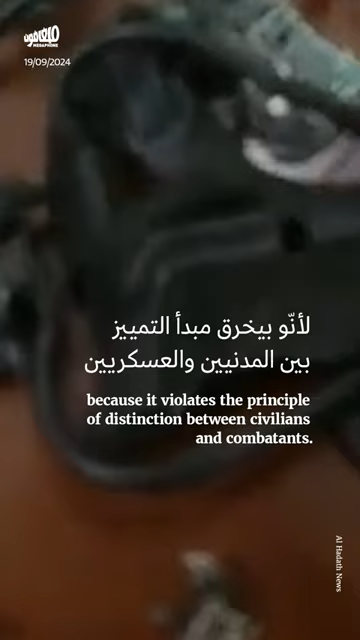 ميغافون
MEGAPHONE
19/09/2024
لأنّو بيخرق مبدأ التمييز
بين المدنيين والعسكريين
because it violates the principle
of distinction between civilians
and combatants.
Al Hadath News